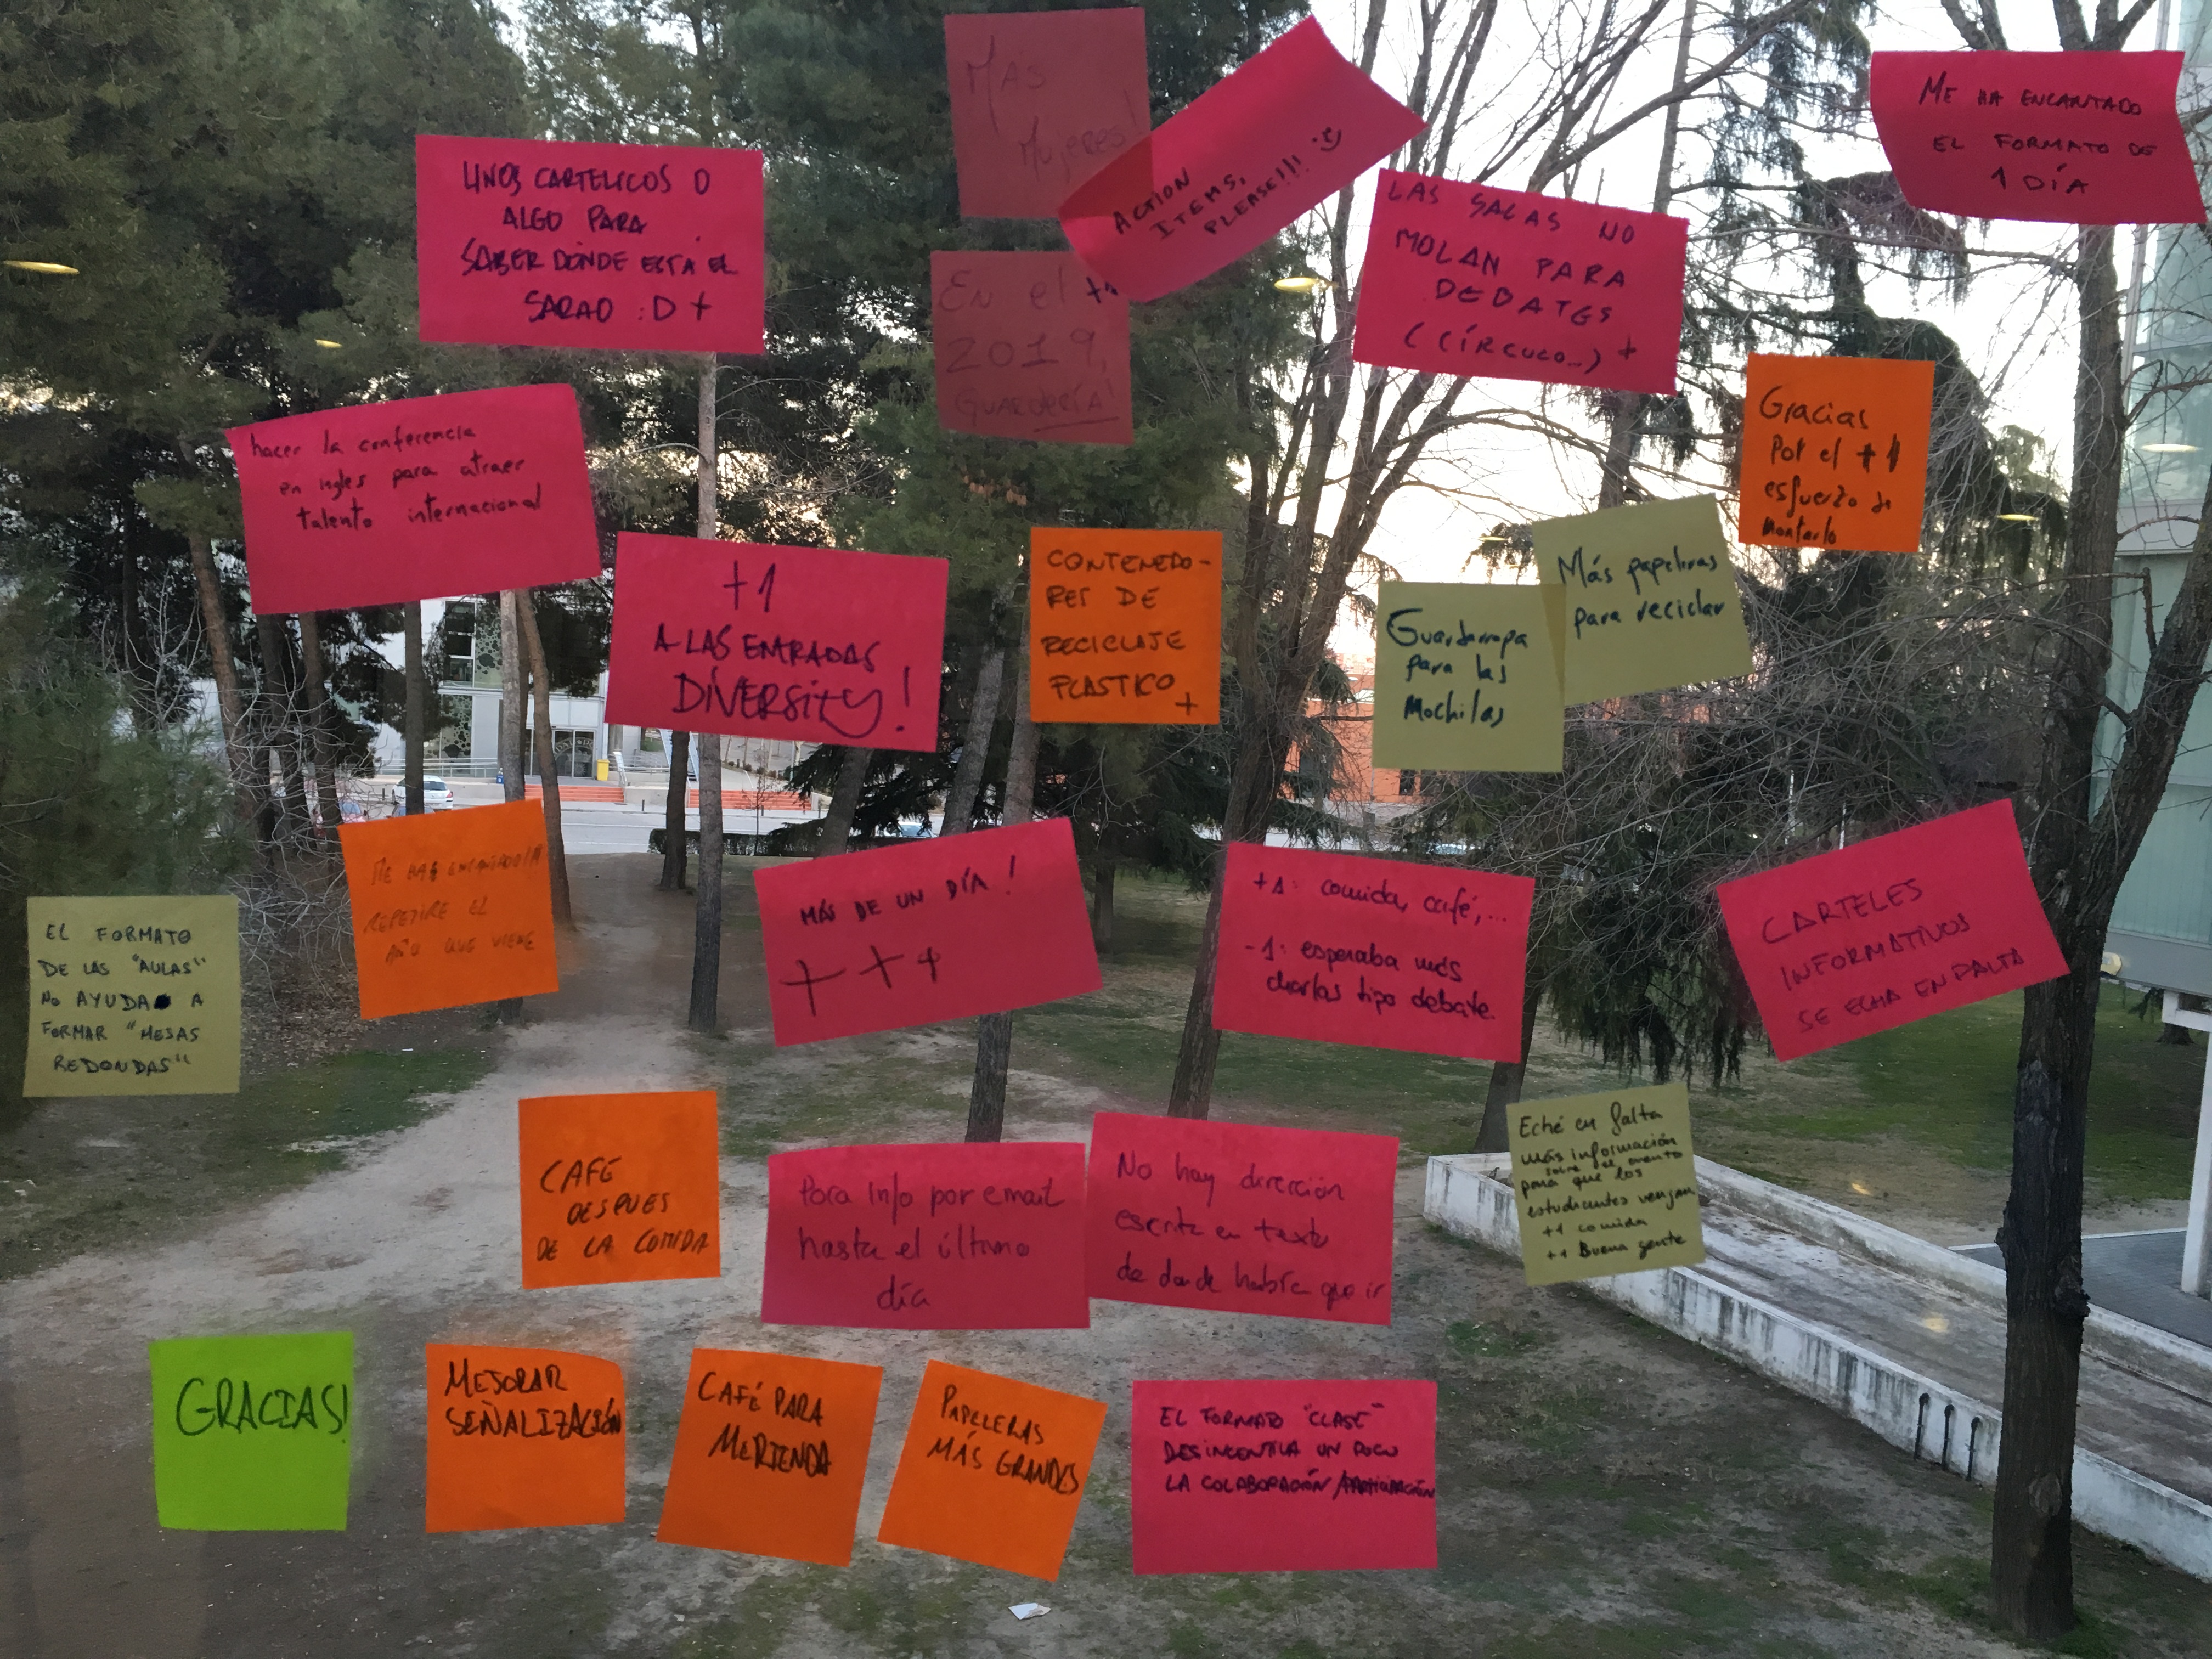 MÁS
Mujeres!
ACTION
ITEMS,
PLEASE!!! :)
ME HA ENCANTADO
EL FORMATO DE
1 DÍA
UNOS CARTELICOS O
ALGO PARA
SABER DÓNDE ESTÁ EL
SARAO :D +
LAS SALAS NO
MOLAN PARA
DEBATES
(CÍRCULO...) +
En el +1
2019,
GUARDERÍA!
Gracias
Por el +1
esfuerzo de
montarlo
hacer la conferencia
en ingles para atraer
talento internacional
+1
A LAS ENTRADAS
DIVERSITY!
CONTENEDO-
RES DE
RECICLAJE
PLASTICO +
Guardarropa
para las
Mochilas
Más papeleras
para reciclar
EL FORMATO
DE LAS "AULAS"
NO AYUDA A
FORMAR "MESAS
REDONDAS"
ME HA ENCANTADO!!!
REPETIRE EL
AÑO QUE VIENE
MÁS DE UN DÍA!
+ + +
+1: comida, café,...
-1: esperaba más
charlas tipo debate.
CARTELES
INFORMATIVOS
SE ECHA EN FALTA
CAFÉ
DESPUES
DE LA COMIDA
Poca info por email
hasta el último
día
No hay dirección
escrita en texto
de donde habría que ir
Eché en falta
más información
sobre el evento
para que los
estudiantes vengan
+1 comida
+1 Buena gente
GRACIAS!
MEJORAR
SEÑALIZACIÓN
CAFÉ PARA
MERIENDA
PAPELERAS
MÁS GRANDES
EL FORMATO "CLASE"
DESINCENTIVA UN POCO
LA COLABORACIÓN/PARTICIPACIÓN